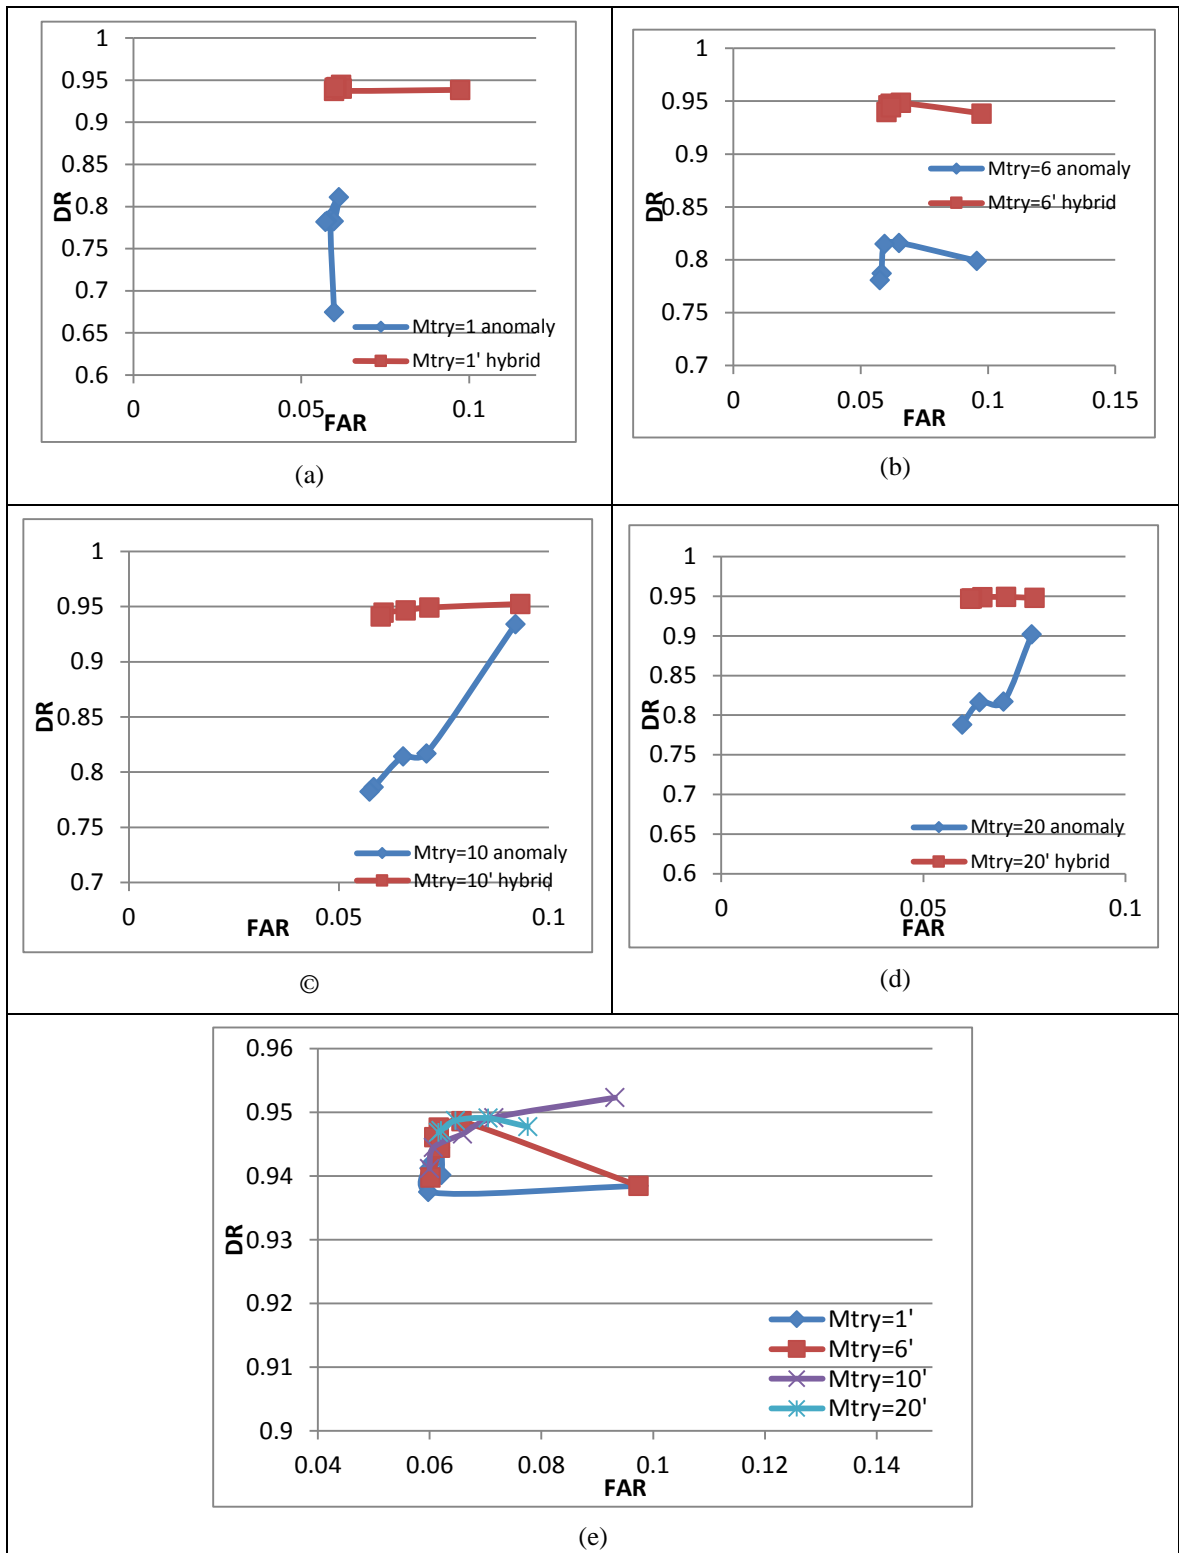 1
0.95
0.9
0.85
0.8
0.75
0.7
0.65
0.6
DR
0
0.05
0.1
FAR
Mtry=1 anomaly
Mtry=1' hybrid
(a)
1
0.95
0.9
0.85
0.8
0.75
0.7
DR
0
0.05
0.1
0.15
FAR
Mtry=6 anomaly
Mtry=6' hybrid
(b)
1
0.95
0.9
0.85
0.8
0.75
0.7
DR
0
0.05
0.1
FAR
Mtry=10 anomaly
Mtry=10' hybrid
©
1
0.95
0.9
0.85
0.8
0.75
0.7
0.65
0.6
DR
0
0.05
0.1
FAR
Mtry=20 anomaly
Mtry=20' hybrid
(d)
0.96
0.95
0.94
0.93
0.92
0.91
0.9
DR
0.04
0.06
0.08
0.1
0.12
0.14
FAR
Mtry=1'
Mtry=6'
Mtry=10'
Mtry=20'
(e)